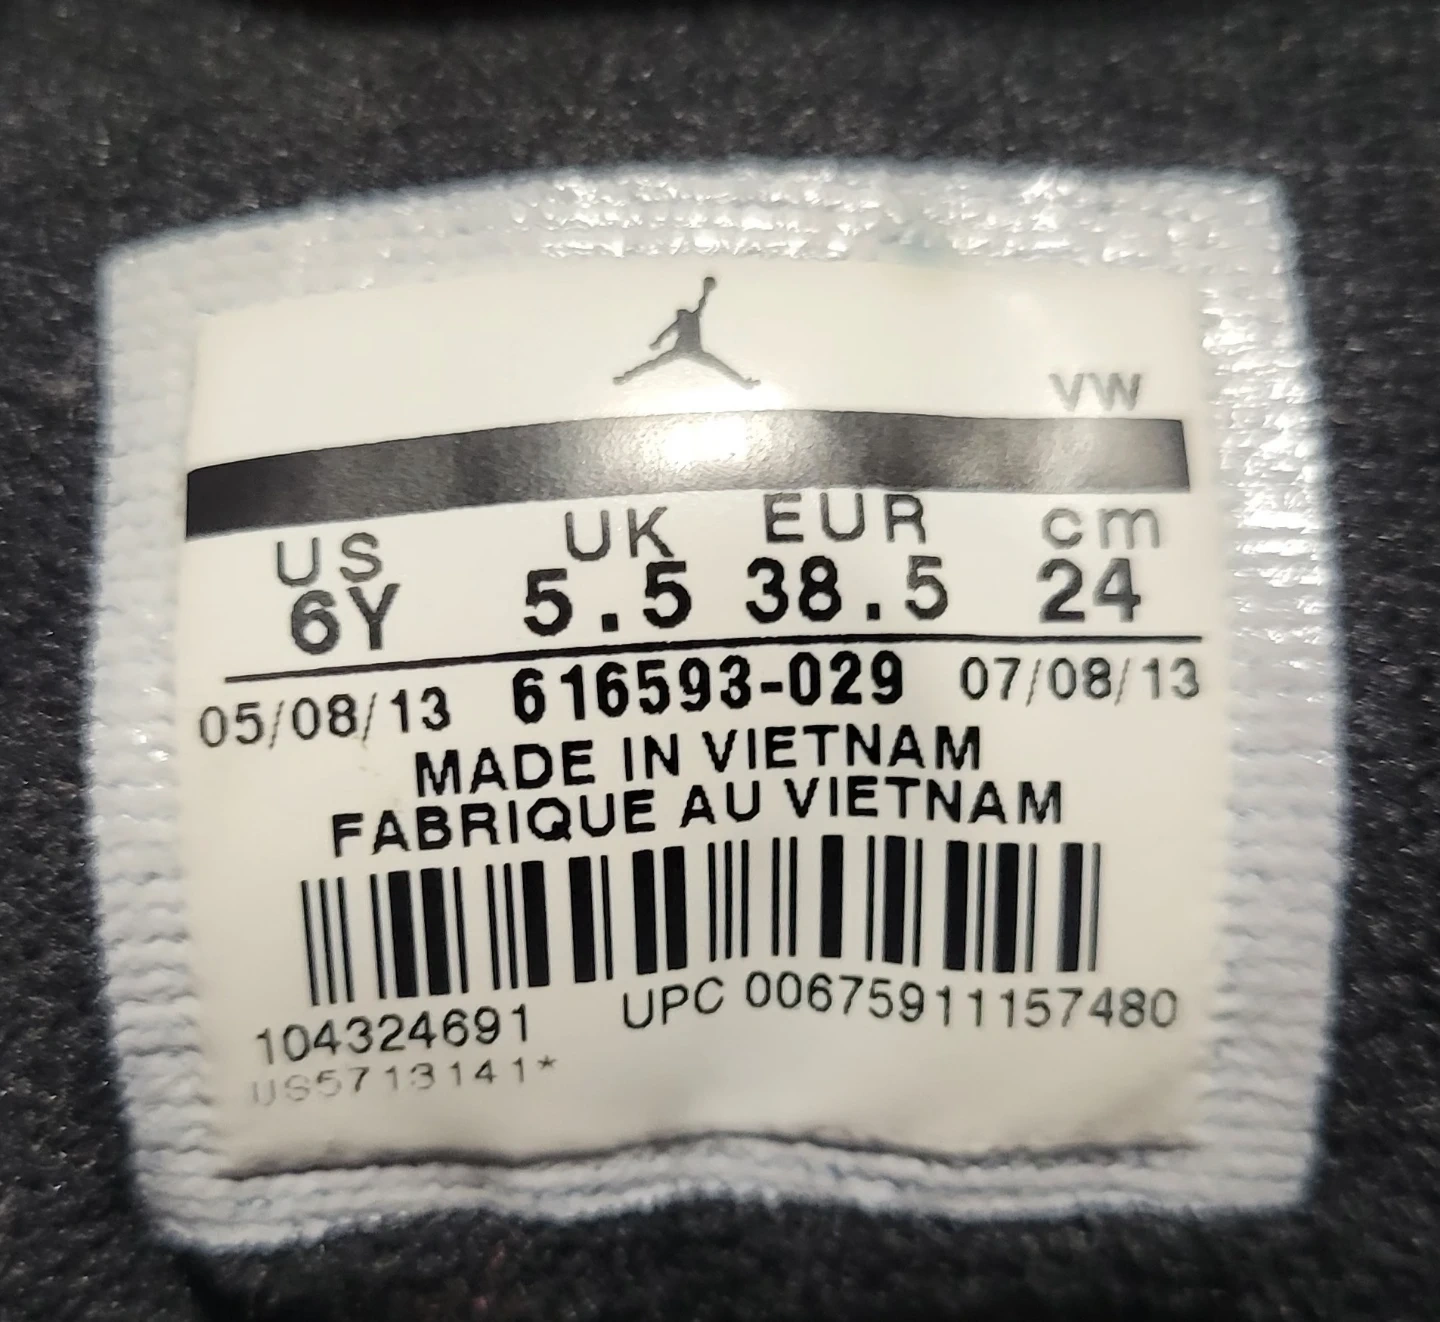 VW
US UK EUR cm
6Y 5.5 38.5 24
05/08/13 616593-029 07/08/13
MADE IN VIETNAM
FABRIQUE AU VIETNAM
104324691 UPC 00675911157480
US5713141*